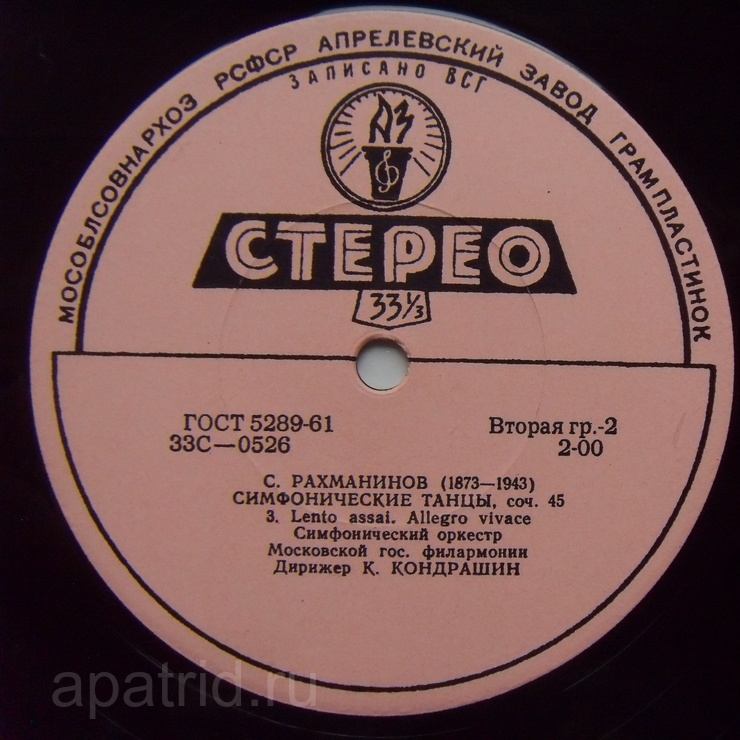 МОСОБЛСОВНАРХОЗ РСФСР АПРЕЛЕВСКИЙ ЗАВОД ГРАМПЛАСТИНОК
ЗАПИСАНО ВСГ
АЗ
СТЕРЕО
33⅓
ГОСТ 5289-61 Вторая гр.-2
33С—0526 2-00
С. РАХМАНИНОВ (1873—1943)
СИМФОНИЧЕСКИЕ ТАНЦЫ, соч. 45
3. Lento assai. Allegro vivace
Симфонический оркестр
Московской гос. филармонии
Дирижер К. КОНДРАШИН
apatrid.ru